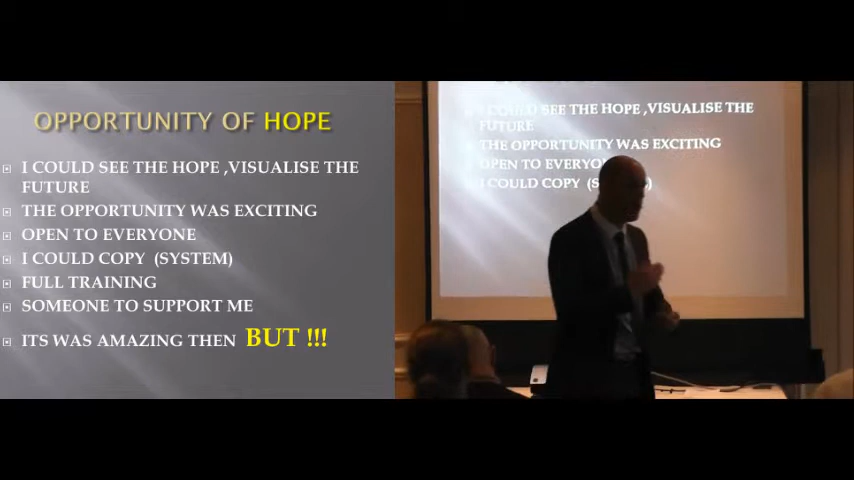 OPPORTUNITY OF HOPE
I COULD SEE THE HOPE ,VISUALISE THE
FUTURE
THE OPPORTUNITY WAS EXCITING
OPEN TO EVERYONE
I COULD COPY (SYSTEM)
FULL TRAINING
SOMEONE TO SUPPORT ME
ITS WAS AMAZING THEN BUT !!!
I COULD SEE THE HOPE ,VISUALISE THE
FUTURE
THE OPPORTUNITY WAS EXCITING
OPEN TO
I COULD COPY